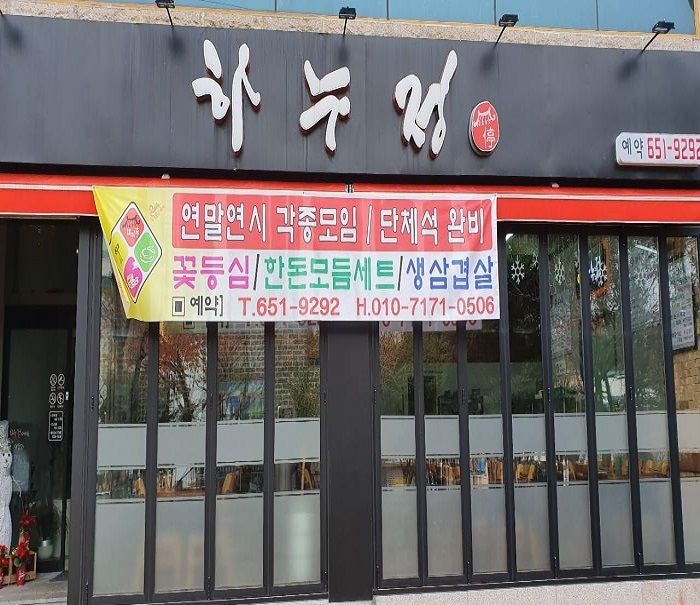 하누정
停
예약 651-9292
연말연시 각종모임 / 단체석 완비
꽃등심/한돈모듬세트/생삼겹살
▣ 예약] T.651-9292 H.010-7171-0506